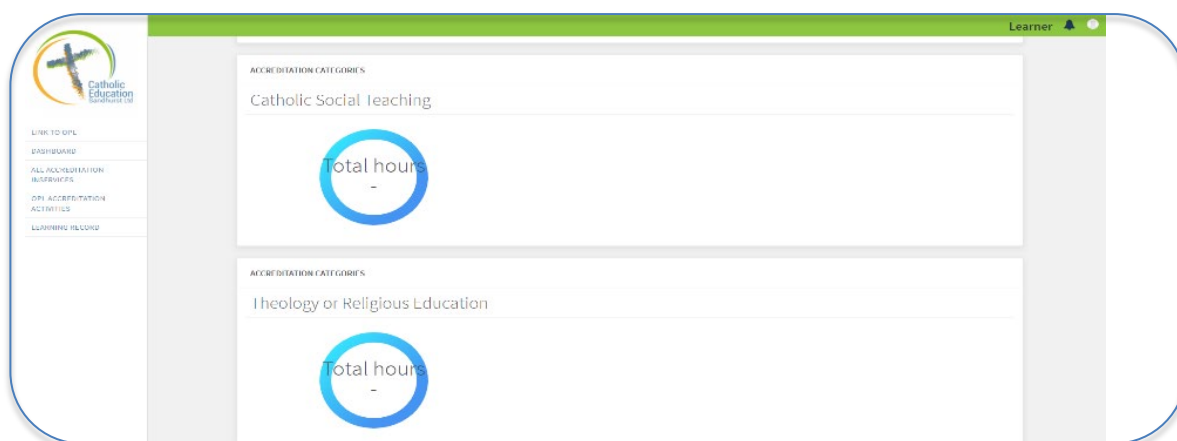 Learner
Catholic
Education
Sandhurst Ltd
LINK TO OPL
DASHBOARD
ALL ACCREDITATION
INSERVICES
OPL ACCREDITATION
ACTIVITIES
LEARNING RECORD
ACCREDITATION CATEGORIES
Catholic Social Teaching
Total hours
-
ACCREDITATION CATEGORIES
Theology or Religious Education
Total hours
-